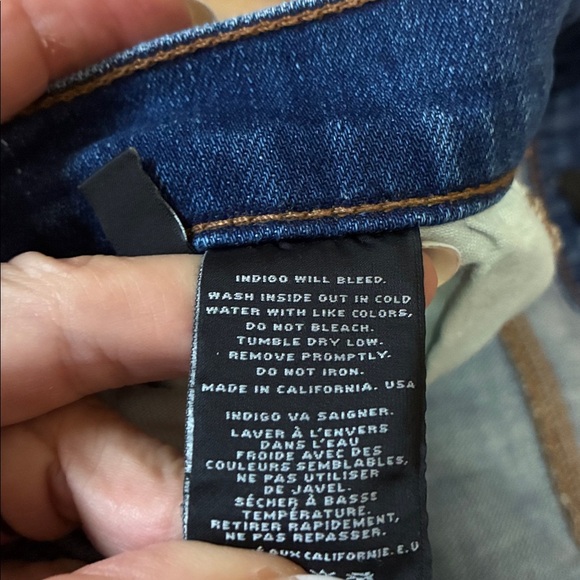 INDIGO WILL BLEED.
WASH INSIDE OUT IN COLD
WATER WITH LIKE COLORS,
DO NOT BLEACH.
TUMBLE DRY LOW.
REMOVE PROMPTLY.
DO NOT IRON.
MADE IN CALIFORNIA. USA
INDIGO VA SAIGNER.
LAVER À L'ENVERS
DANS L'EAU
FROIDE AVEC DES
COULEURS SEMBLABLES,
NE PAS UTILISER
DE JAVEL.
SÉCHER À BASSE
TEMPÉRATURE.
RETIRER RAPIDEMENT,
NE PAS REPASSER.
CALIFORNIE. E.U